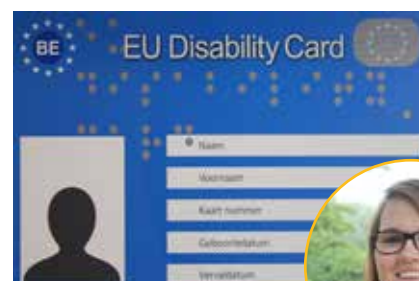 BE
EU Disability Card
Naam
Voornaam
Kaart nummer
Geboortedatum
Vervaldatum